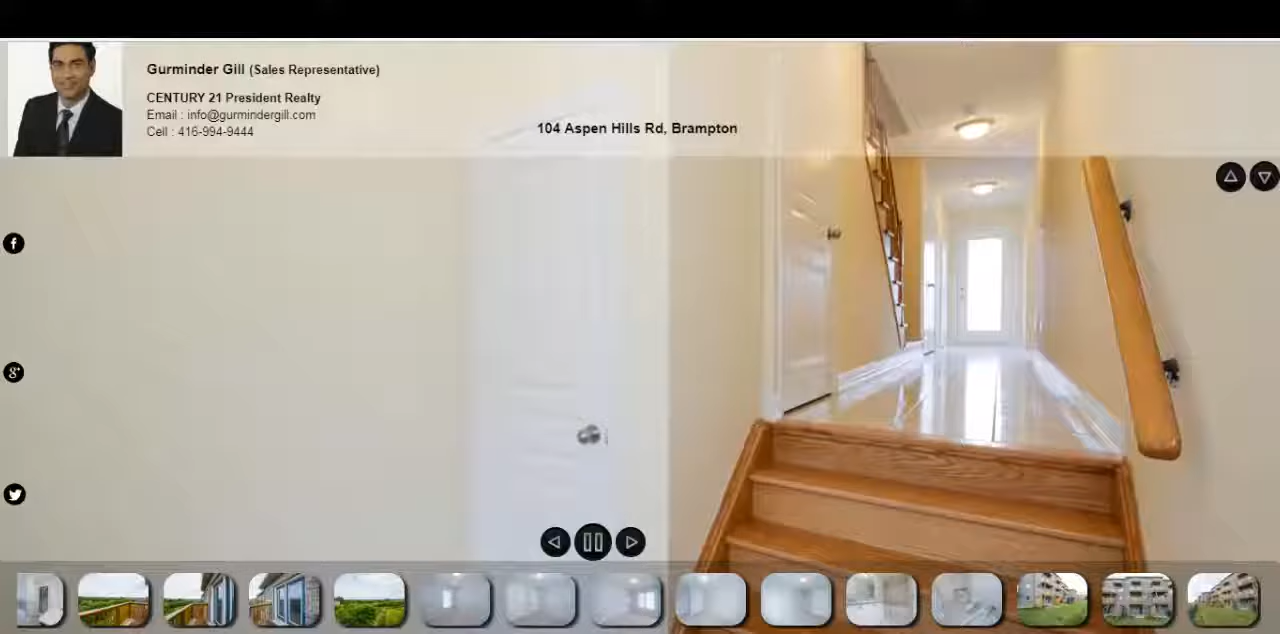 Gurminder Gill (Sales Representative)
CENTURY 21 President Realty
Email : info@gurmindergill.com
Cell : 416-994-9444
104 Aspen Hills Rd, Brampton